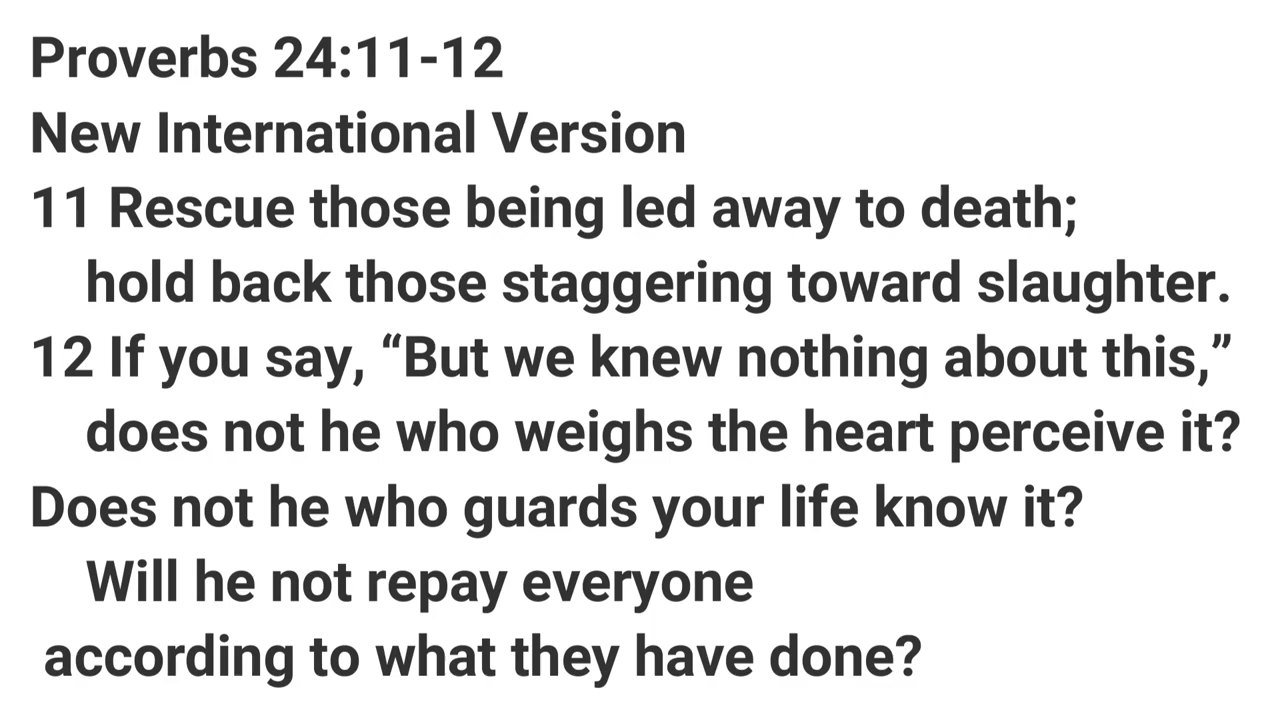 Proverbs 24:11-12
New International Version
11 Rescue those being led away to death;
hold back those staggering toward slaughter.
12 If you say, “But we knew nothing about this,”
does not he who weighs the heart perceive it?
Does not he who guards your life know it?
Will he not repay everyone
according to what they have done?